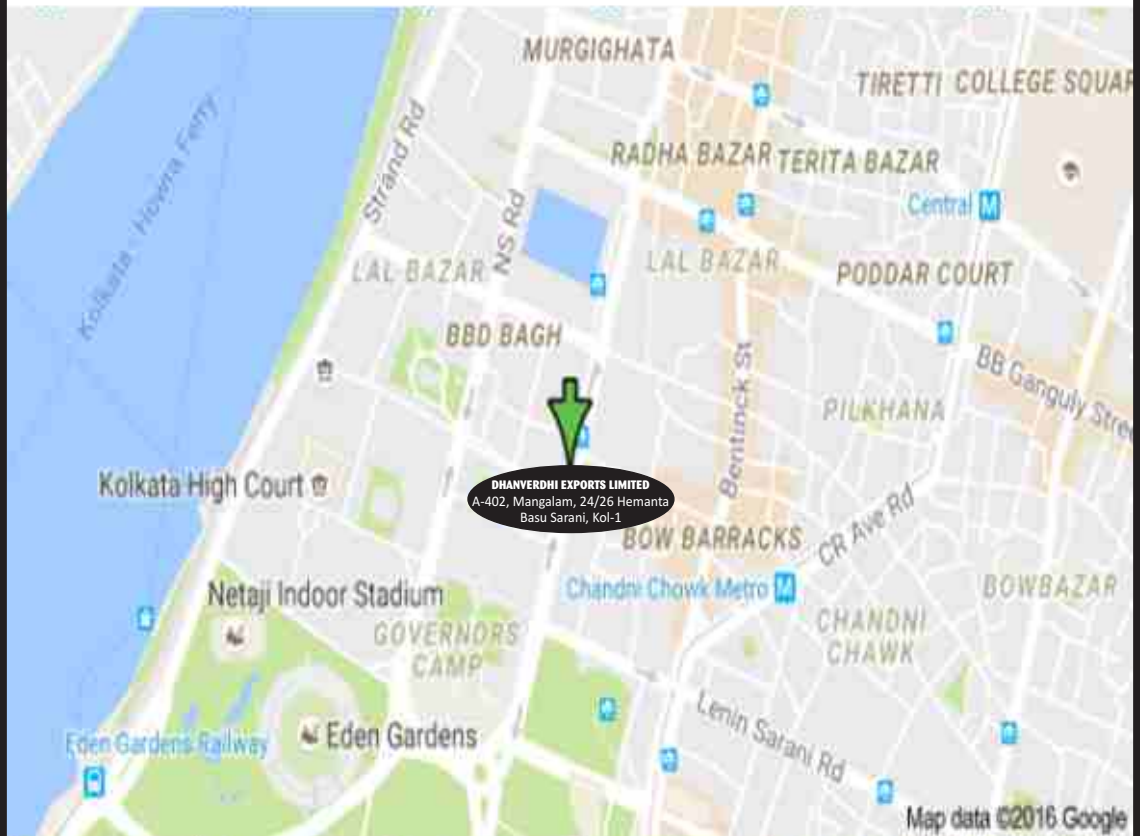 MURGIGHATA
TIRETTI COLLEGE SQUAR
Strand Rd
RADHA BAZAR TERITA BAZAR
Kolkata - Howna Ferry
Central M
NS Rd
LAL BAZAR
LAL BAZAR
PODDAR COURT
BBD BAGH
BB Ganguly Stree
Bentinck St
PILKHANA
Kolkata High Court
DHANVERDHI EXPORTS LIMITED
A-402, Mangalam, 24/26 Hemanta
Basu Sarani, Kol-1
BOW BARRACKS
CR Ave Rd
Chandni Chowk Metro M
BOWBAZAR
Netaji Indoor Stadium
GOVERNORS
CAMP
CHANDNI
CHAWK
Lenin Sarani Rd
Eden Gardens Railway
Eden Gardens
Map data ©2016 Google